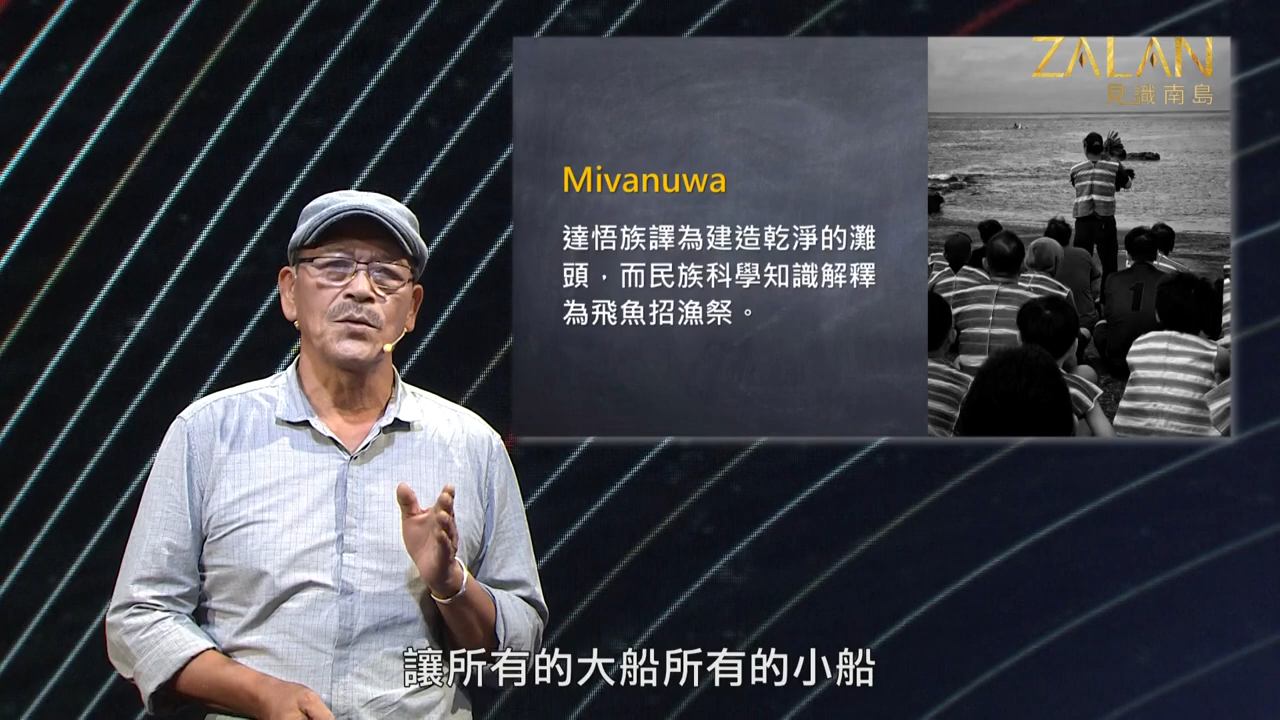 ZALAN
見識南島
Mivanuwa
達悟族譯為建造乾淨的灘
頭，而民族科學知識解釋
為飛魚招漁祭。
1
讓所有的大船所有的小船